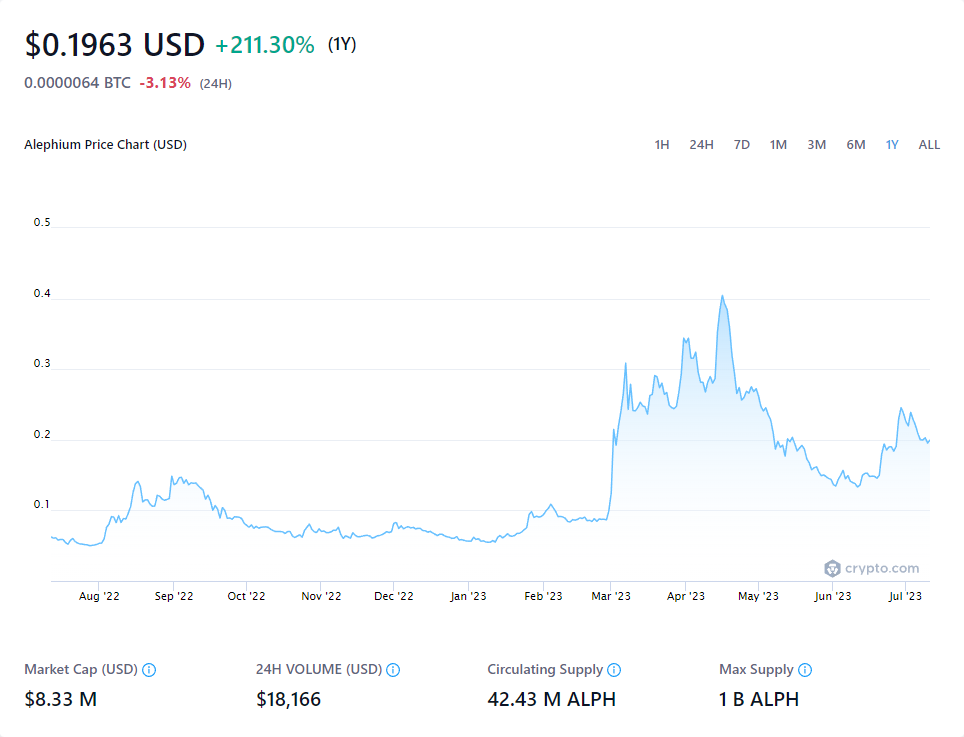 $0.1963 USD +211.30% (1Y)
0.0000064 BTC -3.13% (24H)
Alephium Price Chart (USD) 1H 24H 7D 1M 3M 6M 1Y ALL
0.5
0.4
0.3
0.2
0.1
crypto.com
Aug '22 Sep '22 Oct '22 Nov '22 Dec '22 Jan '23 Feb '23 Mar '23 Apr '23 May '23 Jun '23 Jul '23
Market Cap (USD) 24H VOLUME (USD) Circulating Supply Max Supply
$8.33 M $18,166 42.43 M ALPH 1 B ALPH